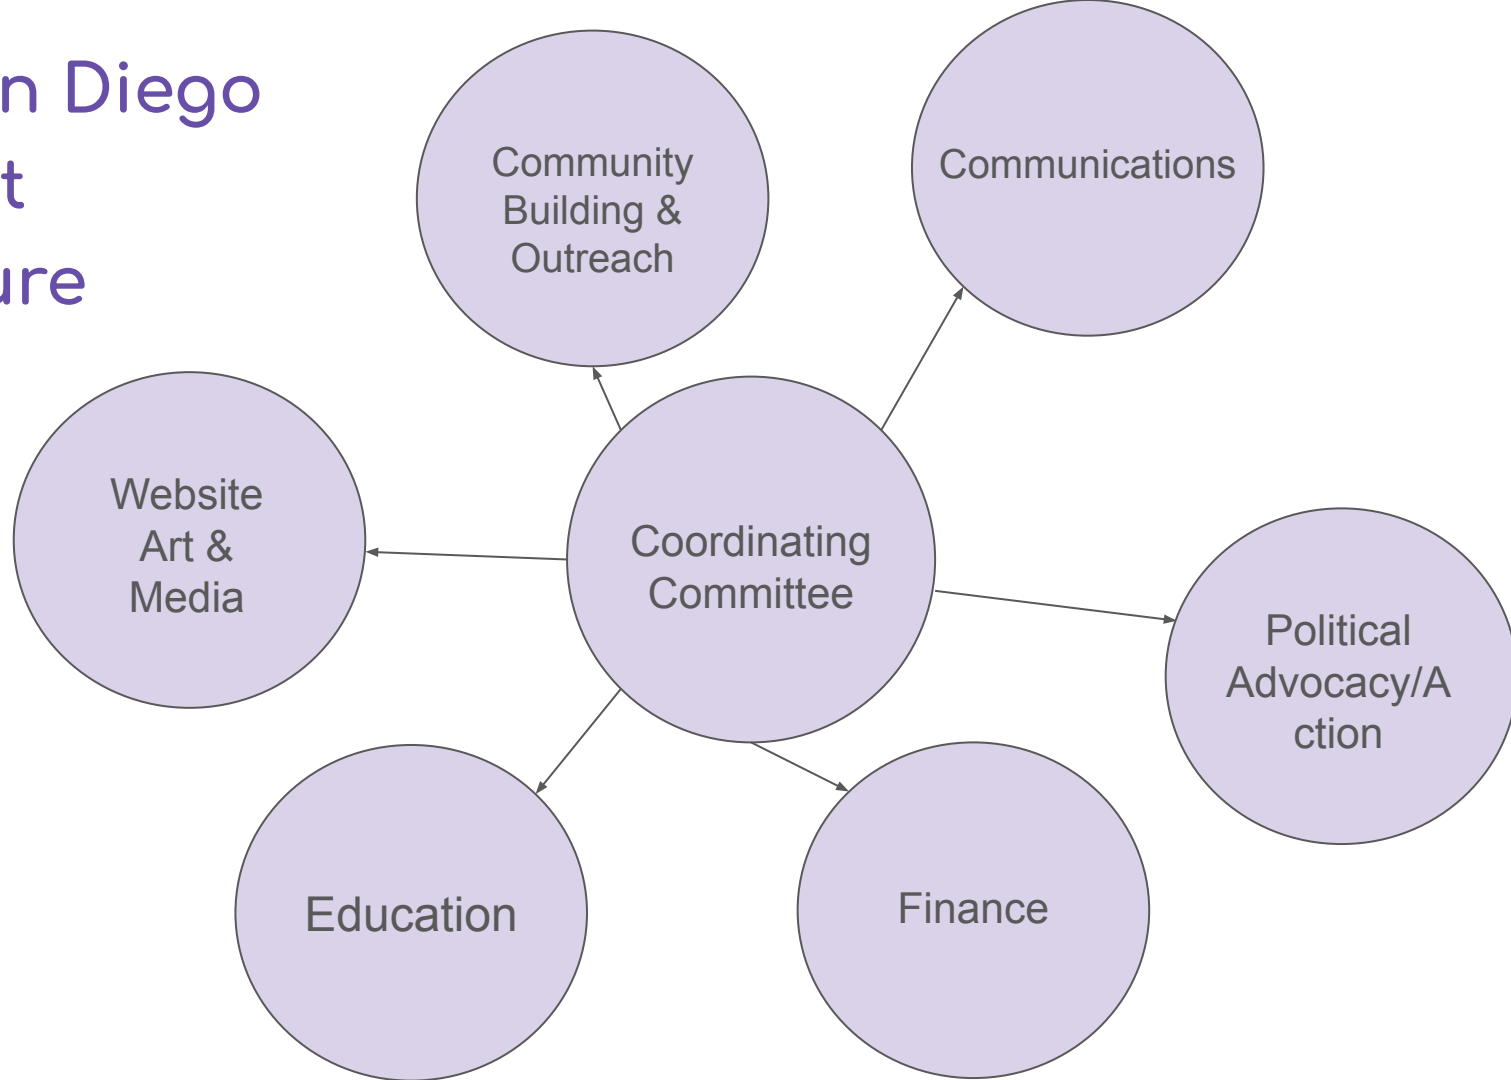 n Diego
t
ure
Community
Building &
Outreach
Communications
Website
Art &
Media
Coordinating
Committee
Political
Advocacy/A
ction
Education
Finance